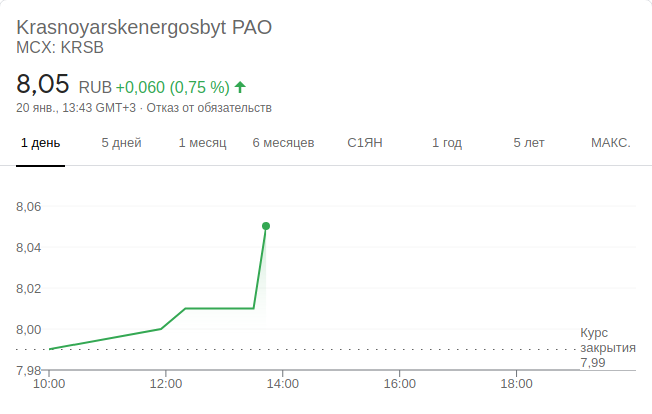 Krasnoyarskenergosbyt PAO
MCX: KRSB
8,05 RUB +0,060 (0,75 %)
20 янв., 13:43 GMT+3 · Отказ от обязательств
1 день 5 дней 1 месяц 6 месяцев С1ЯН 1 год 5 лет МАКС.
8,06
8,04
8,02
8,00
7,98
Курс
закрытия
7,99
10:00 12:00 14:00 16:00 18:00